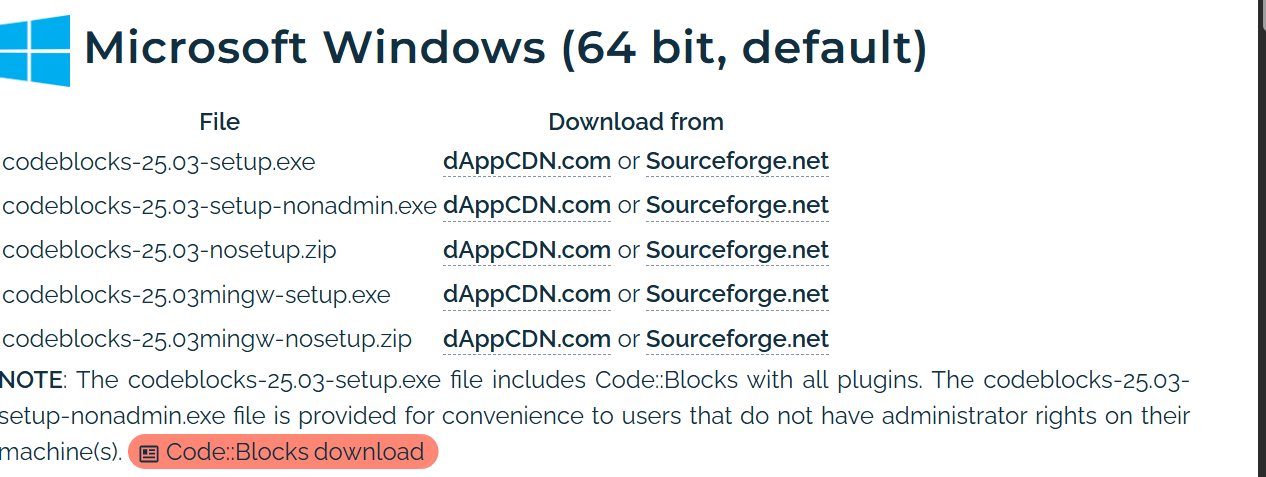 Microsoft Windows (64 bit, default)
File Download from
codeblocks-25.03-setup.exe dAppCDN.com or Sourceforge.net
codeblocks-25.03-setup-nonadmin.exe dAppCDN.com or Sourceforge.net
codeblocks-25.03-nosetup.zip dAppCDN.com or Sourceforge.net
codeblocks-25.03mingw-setup.exe dAppCDN.com or Sourceforge.net
codeblocks-25.03mingw-nosetup.zip dAppCDN.com or Sourceforge.net
NOTE: The codeblocks-25.03-setup.exe file includes Code::Blocks with all plugins. The codeblocks-25.03-
setup-nonadmin.exe file is provided for convenience to users that do not have administrator rights on their
machine(s). Code::Blocks download